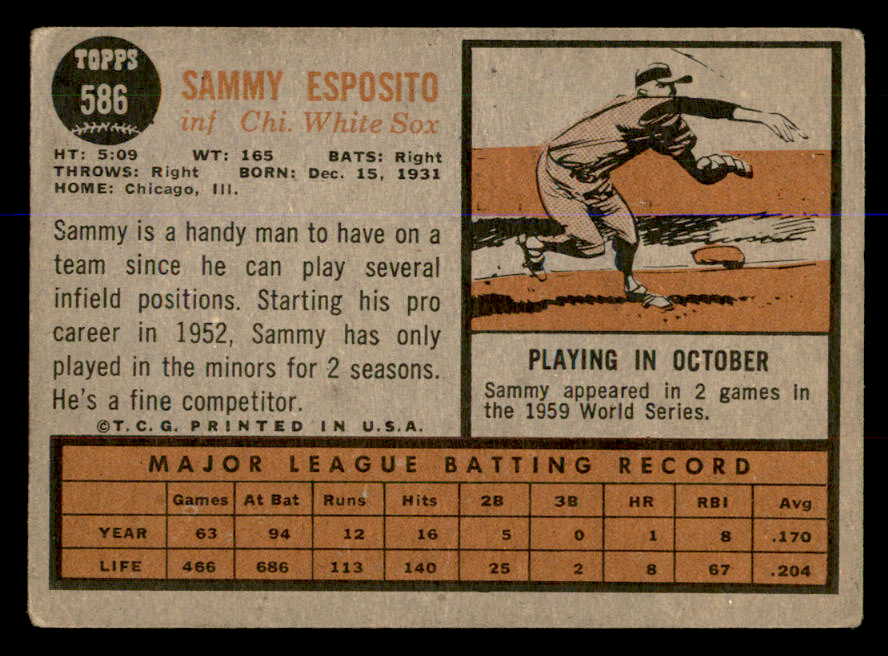 TOPPS
586
SAMMY ESPOSITO
inf Chi. White Sox
HT: 5:09 WT: 165 BATS: Right
THROWS: Right BORN: Dec. 15, 1931
HOME: Chicago, Ill.
Sammy is a handy man to have on a
team since he can play several
infield positions. Starting his pro
career in 1952, Sammy has only
played in the minors for 2 seasons.
He's a fine competitor.
©T.C.G. PRINTED IN U.S.A.
PLAYING IN OCTOBER
Sammy appeared in 2 games in
the 1959 World Series.
MAJOR LEAGUE BATTING RECORD
Games At Bat Runs Hits 2B 3B HR RBI Avg
YEAR 63 94 12 16 5 0 1 8 .170
LIFE 466 686 113 140 25 2 8 67 .204